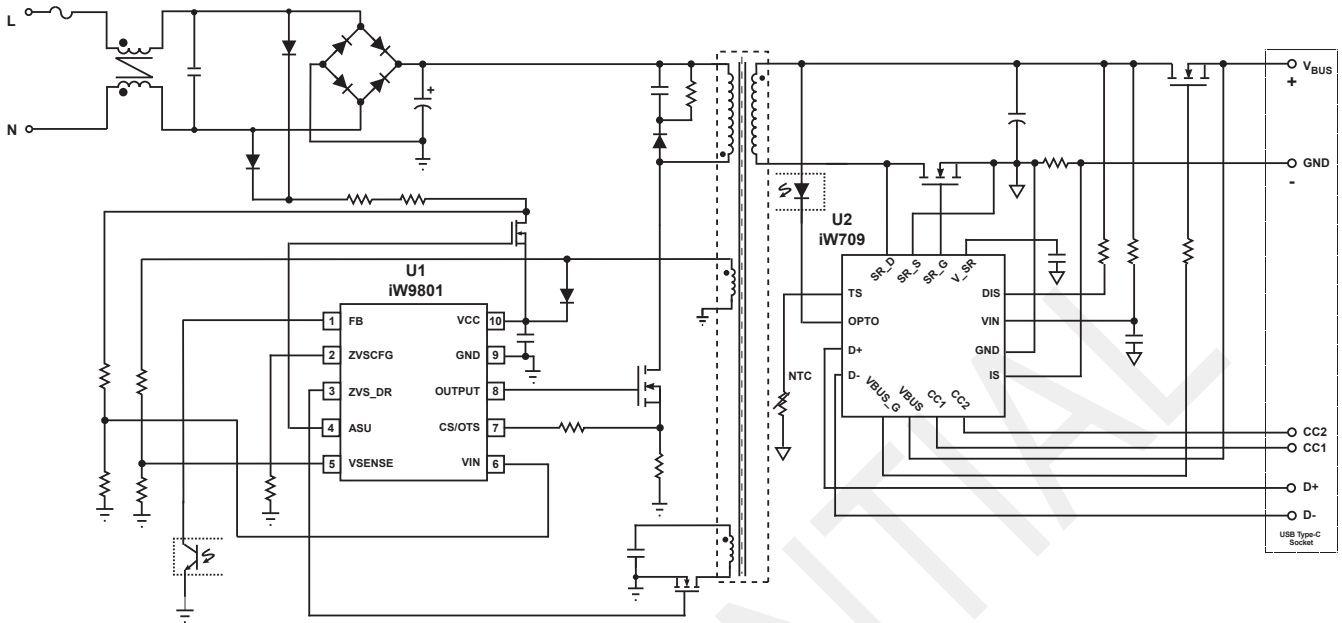 L
N
+
VBUS
+
GND
-
U1
iW9801
1 FB
2 ZVSCFG
3 ZVS_DR
4 ASU
5 VSENSE
VCC 10
GND 9
OUTPUT 8
CS/OTS 7
VIN 6
U2
iW709
SR_D
SR_S
SR_G
V_SR
TS
OPTO
D+
D-
DIS
VIN
GND
IS
VBUS_G
VBUS
CC1
CC2
NTC
CC2
CC1
D+
D-
USB Type-C
Socket
NTIAL